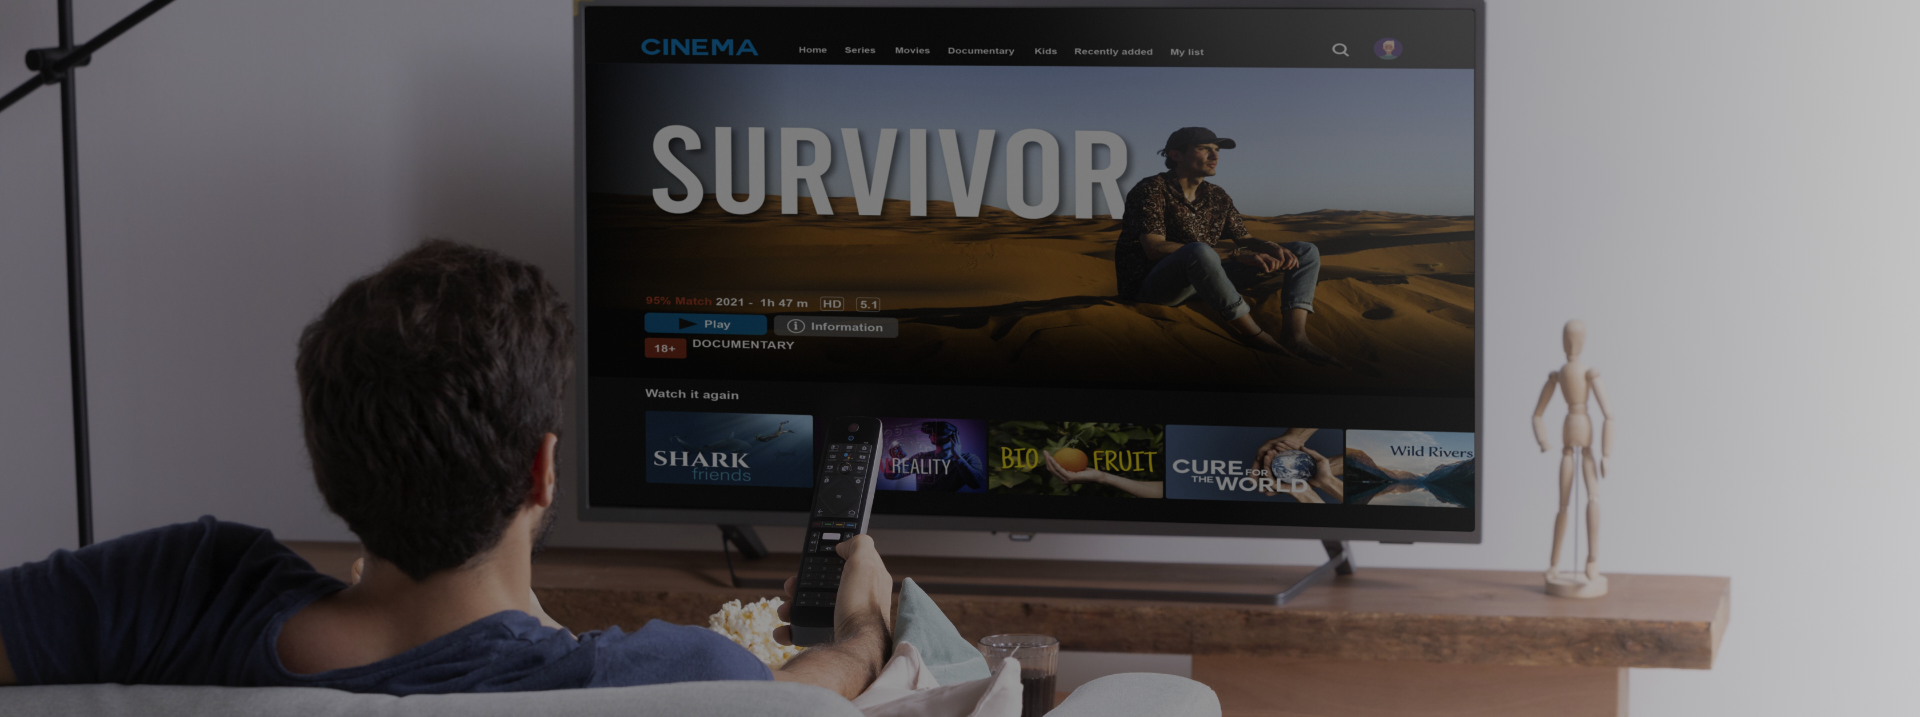 CINEMA Home Series Movies Documentary Kids Recently added My list
SURVIVOR
95% Match 2021 - 1h 47 m HD 5.1
Play Information
18+ DOCUMENTARY
Watch it again
SHARK
friends
REALITY
BIO FRUIT
CURE FOR
THE WORLD
Wild Rivers